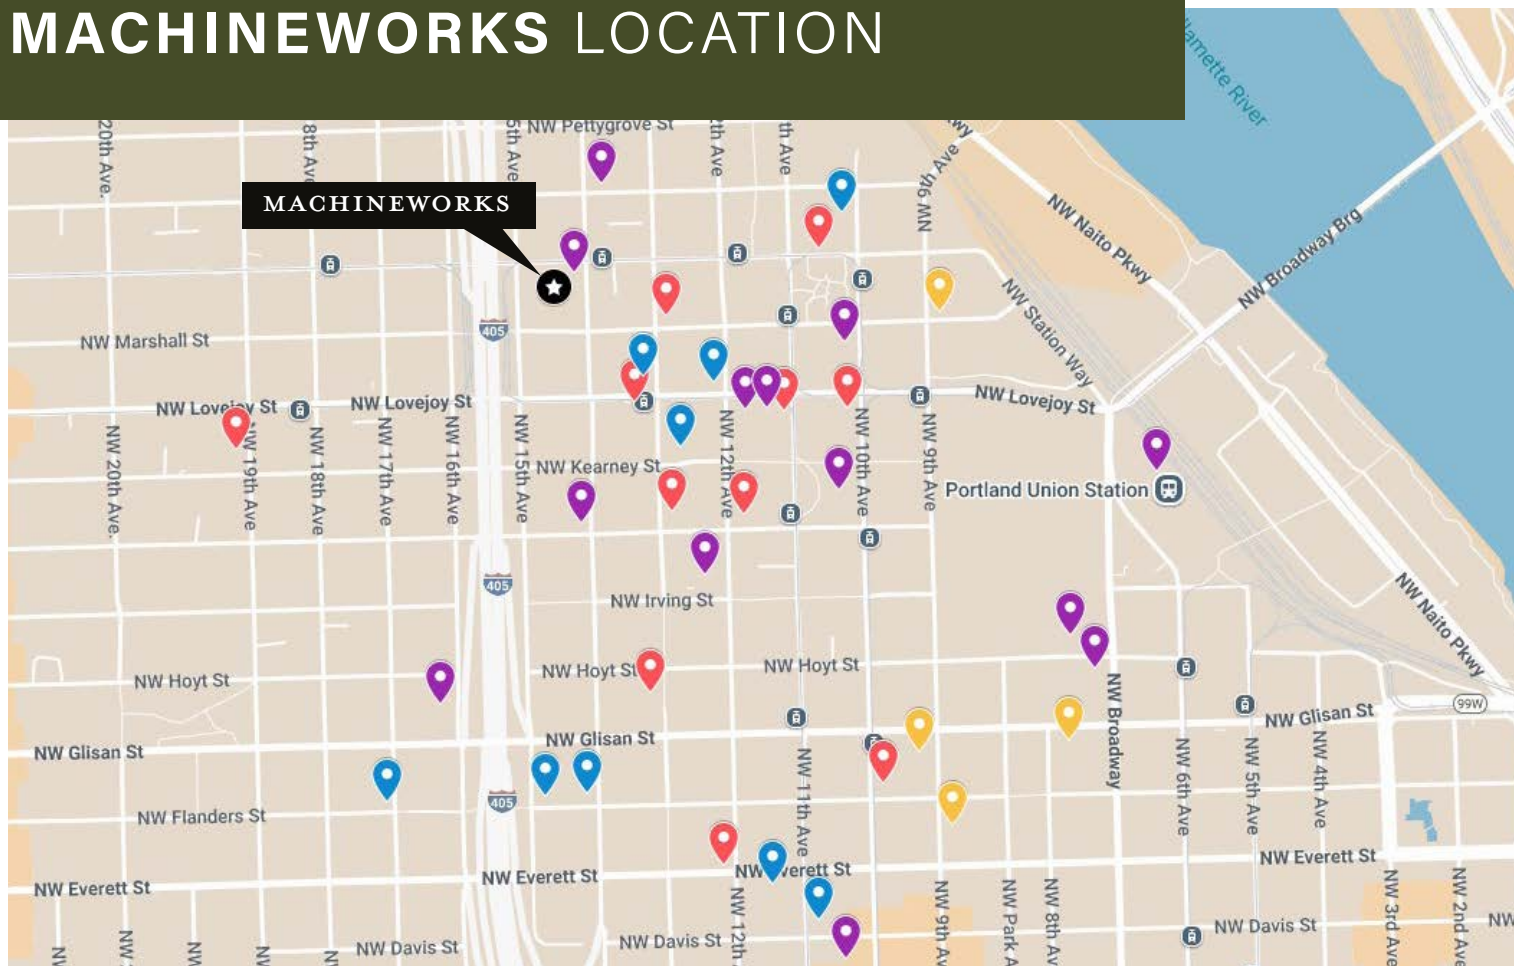 MACHINEWORKS LOCATION
NW Pettygrove St
20th Ave.
NW 9th Ave
MACHINEWORKS
NW Naito Pkwy
NW Broadway Brg
NW Station Way
405
NW Marshall St
NW Lovejoy St
NW Lovejoy St
NW Lovejoy St
NW 20th Ave.
NW 19th Ave
NW 18th Ave
NW 17th Ave
NW 16th Ave
NW 15th Ave
NW 12th Ave
NW 10th Ave
NW 9th Ave
NW Kearney St
Portland Union Station
405
NW Irving St
NW Naito Pkwy
NW Hoyt St
NW Hoyt St
NW Hoyt St
NW Broadway
99W
NW Glisan St
NW Glisan St
NW Glisan St
NW 11th Ave
NW 6th Ave
NW 5th Ave
NW 4th Ave
405
NW Flanders St
NW Everett St
NW Everett St
NW Everett St
NW Everett St
NW 12th
NW 9th Av
NW Park A
NW 8th Av
NW 3rd Ave
NW 2nd Ave
NW Davis St
NW Davis St
NW Davis St
NW